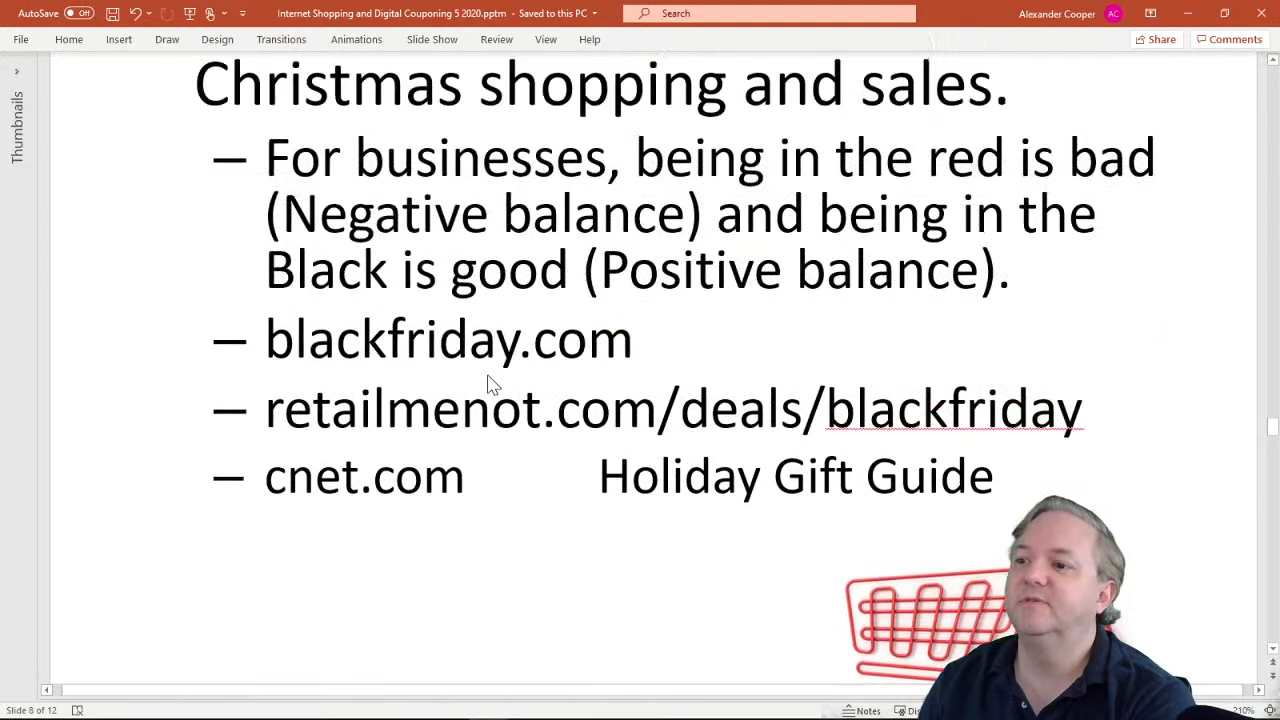 AutoSave Off Internet Shopping and Digital Couponing 5 2020.pptm - Saved to this PC Search Alexander Cooper AC
File Home Insert Draw Design Transitions Animations Slide Show Review View Help Share Comments
Thumbnails
Christmas shopping and sales.
– For businesses, being in the red is bad
(Negative balance) and being in the
Black is good (Positive balance).
– blackfriday.com
– retailmenot.com/deals/blackfriday
– cnet.com Holiday Gift Guide
Slide 8 of 12 Notes 210%